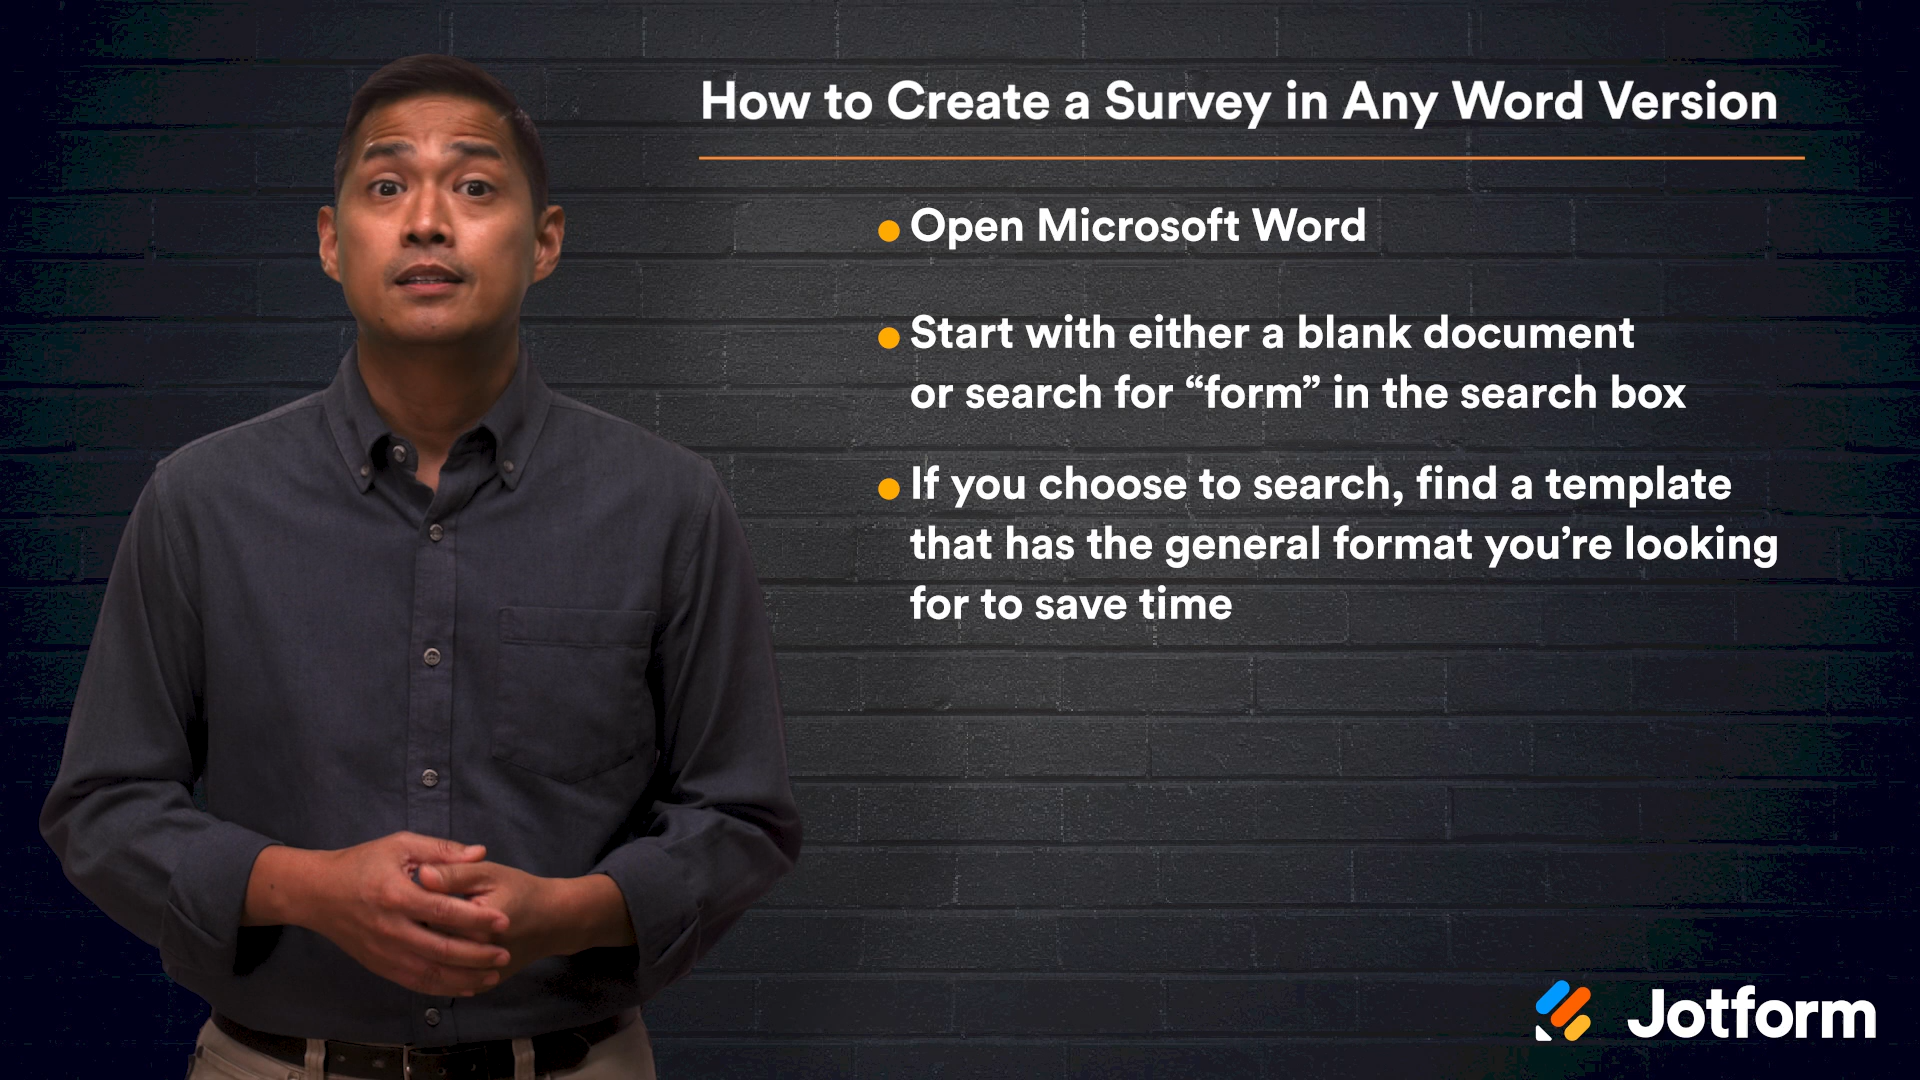 How to Create a Survey in Any Word Version
Open Microsoft Word
Start with either a blank document
or search for “form” in the search box
If you choose to search, find a template
that has the general format you’re looking
for to save time
Jotform